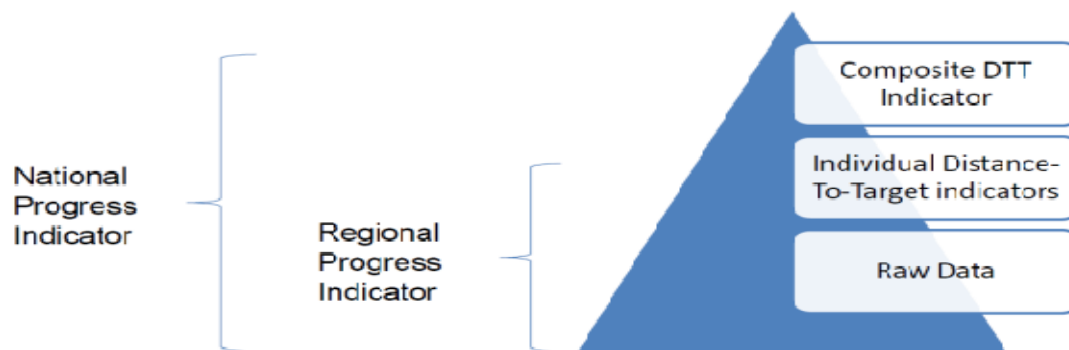 National
Progress
Indicator
Regional
Progress
Indicator
Composite DTT
Indicator
Individual Distance-
To-Target indicators
Raw Data